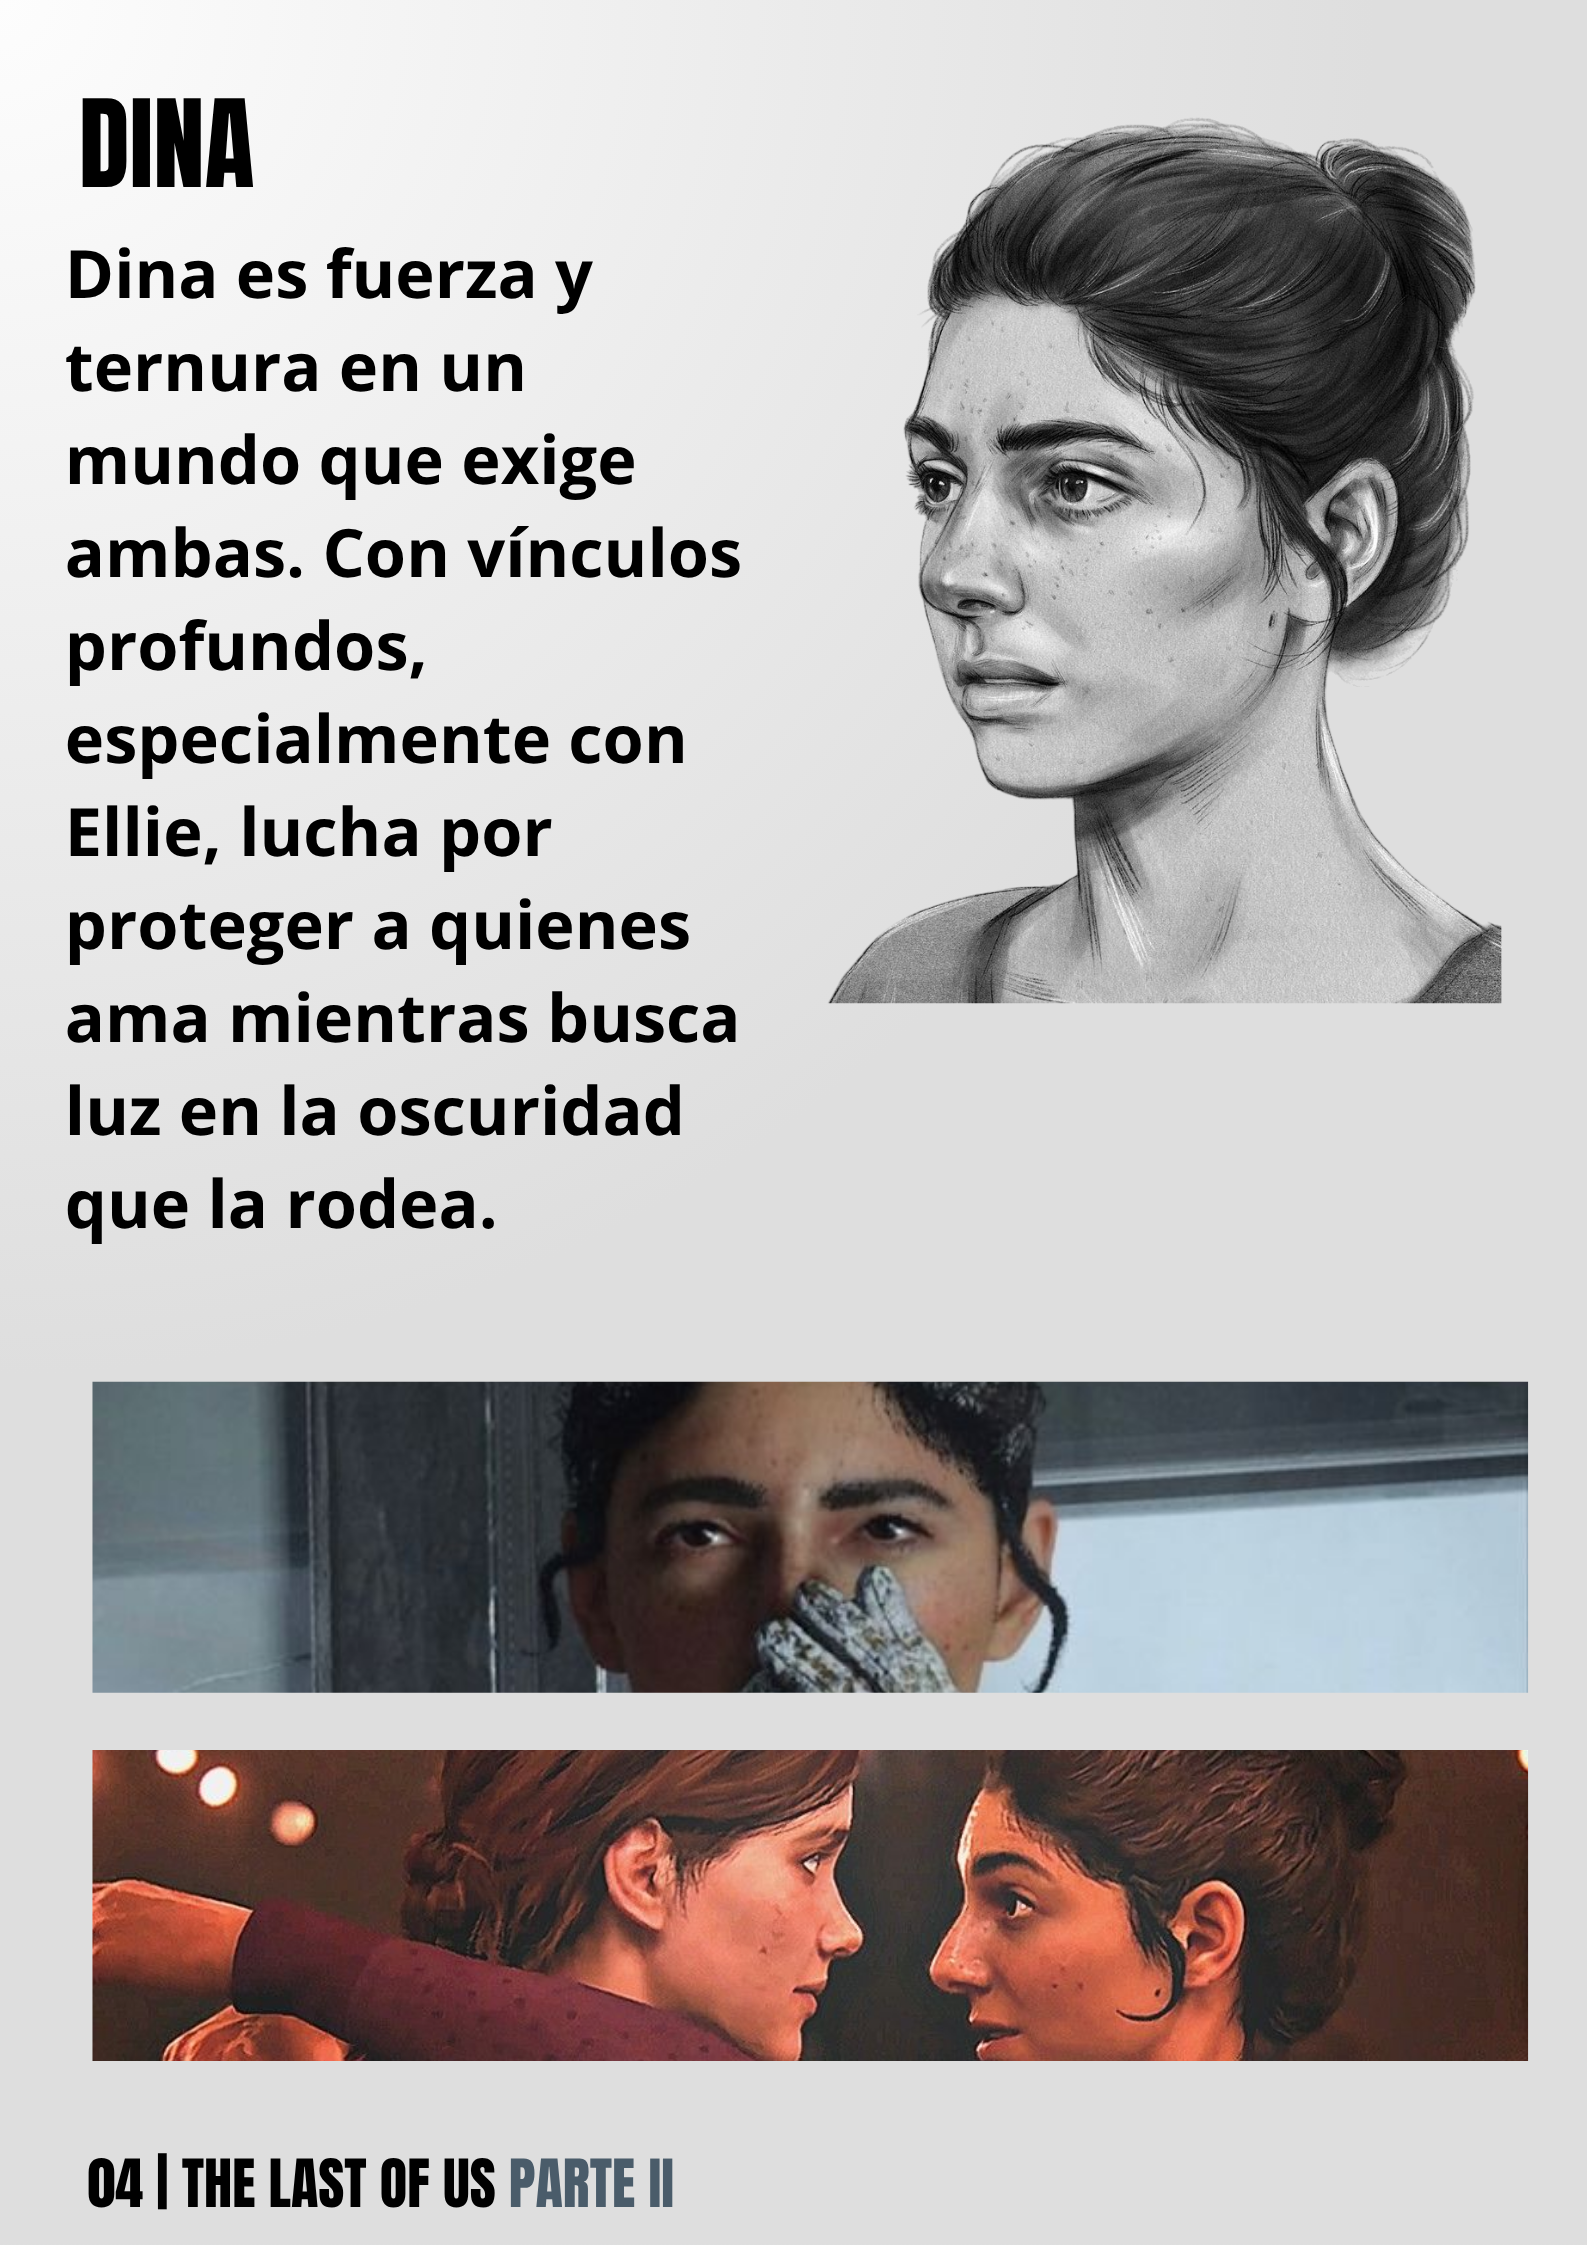 DINA
Dina es fuerza y
ternura en un
mundo que exige
ambas. Con vínculos
profundos,
especialmente con
Ellie, lucha por
proteger a quienes
ama mientras busca
luz en la oscuridad
que la rodea.
04 | THE LAST OF US PARTE II